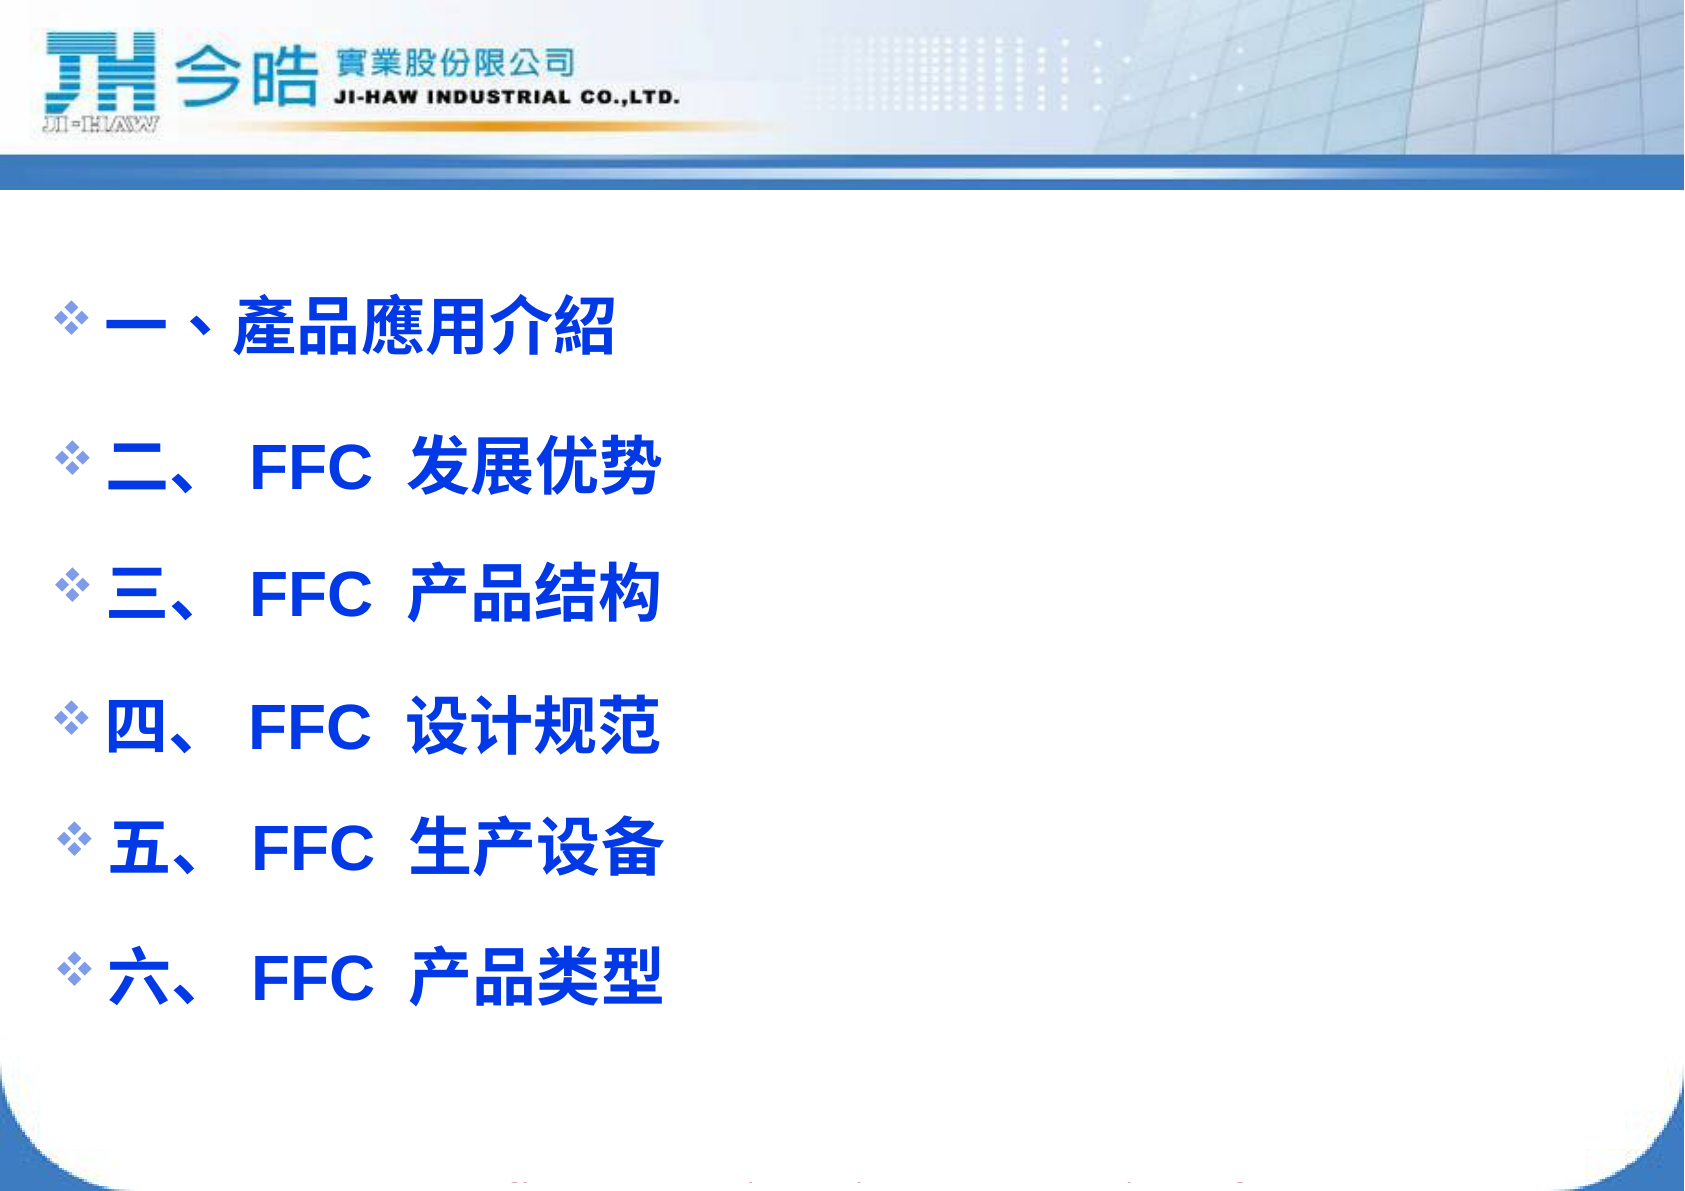 今皓 實業股份限公司
JI-HAW INDUSTRIAL CO.,LTD.
JI-HAW
一、產品應用介紹
二、 FFC 发展优势
三、 FFC 产品结构
四、 FFC 设计规范
五、 FFC 生产设备
六、 FFC 产品类型